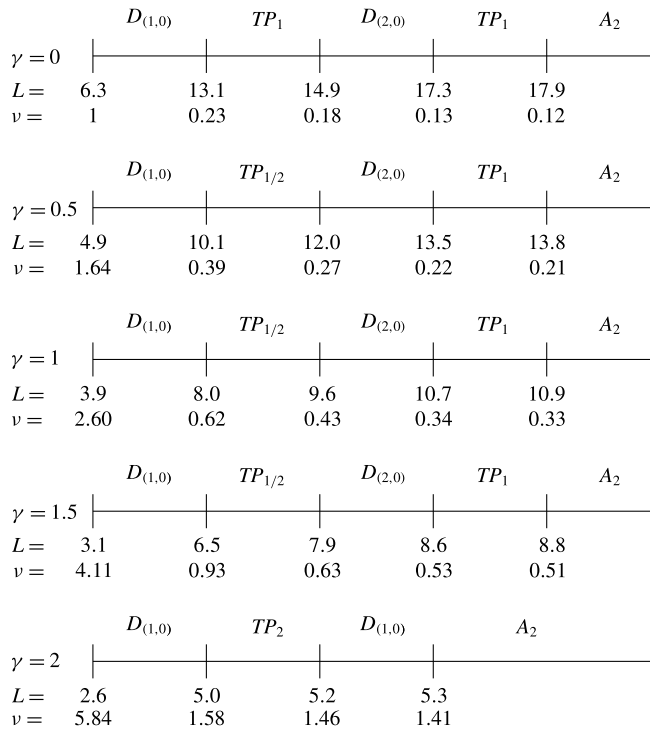 D(1,0) TP1 D(2,0) TP1 A2
γ = 0
L = 6.3 13.1 14.9 17.3 17.9
ν = 1 0.23 0.18 0.13 0.12
D(1,0) TP1/2 D(2,0) TP1 A2
γ = 0.5
L = 4.9 10.1 12.0 13.5 13.8
ν = 1.64 0.39 0.27 0.22 0.21
D(1,0) TP1/2 D(2,0) TP1 A2
γ = 1
L = 3.9 8.0 9.6 10.7 10.9
ν = 2.60 0.62 0.43 0.34 0.33
D(1,0) TP1/2 D(2,0) TP1 A2
γ = 1.5
L = 3.1 6.5 7.9 8.6 8.8
ν = 4.11 0.93 0.63 0.53 0.51
D(1,0) TP2 D(1,0) A2
γ = 2
L = 2.6 5.0 5.2 5.3
ν = 5.84 1.58 1.46 1.41